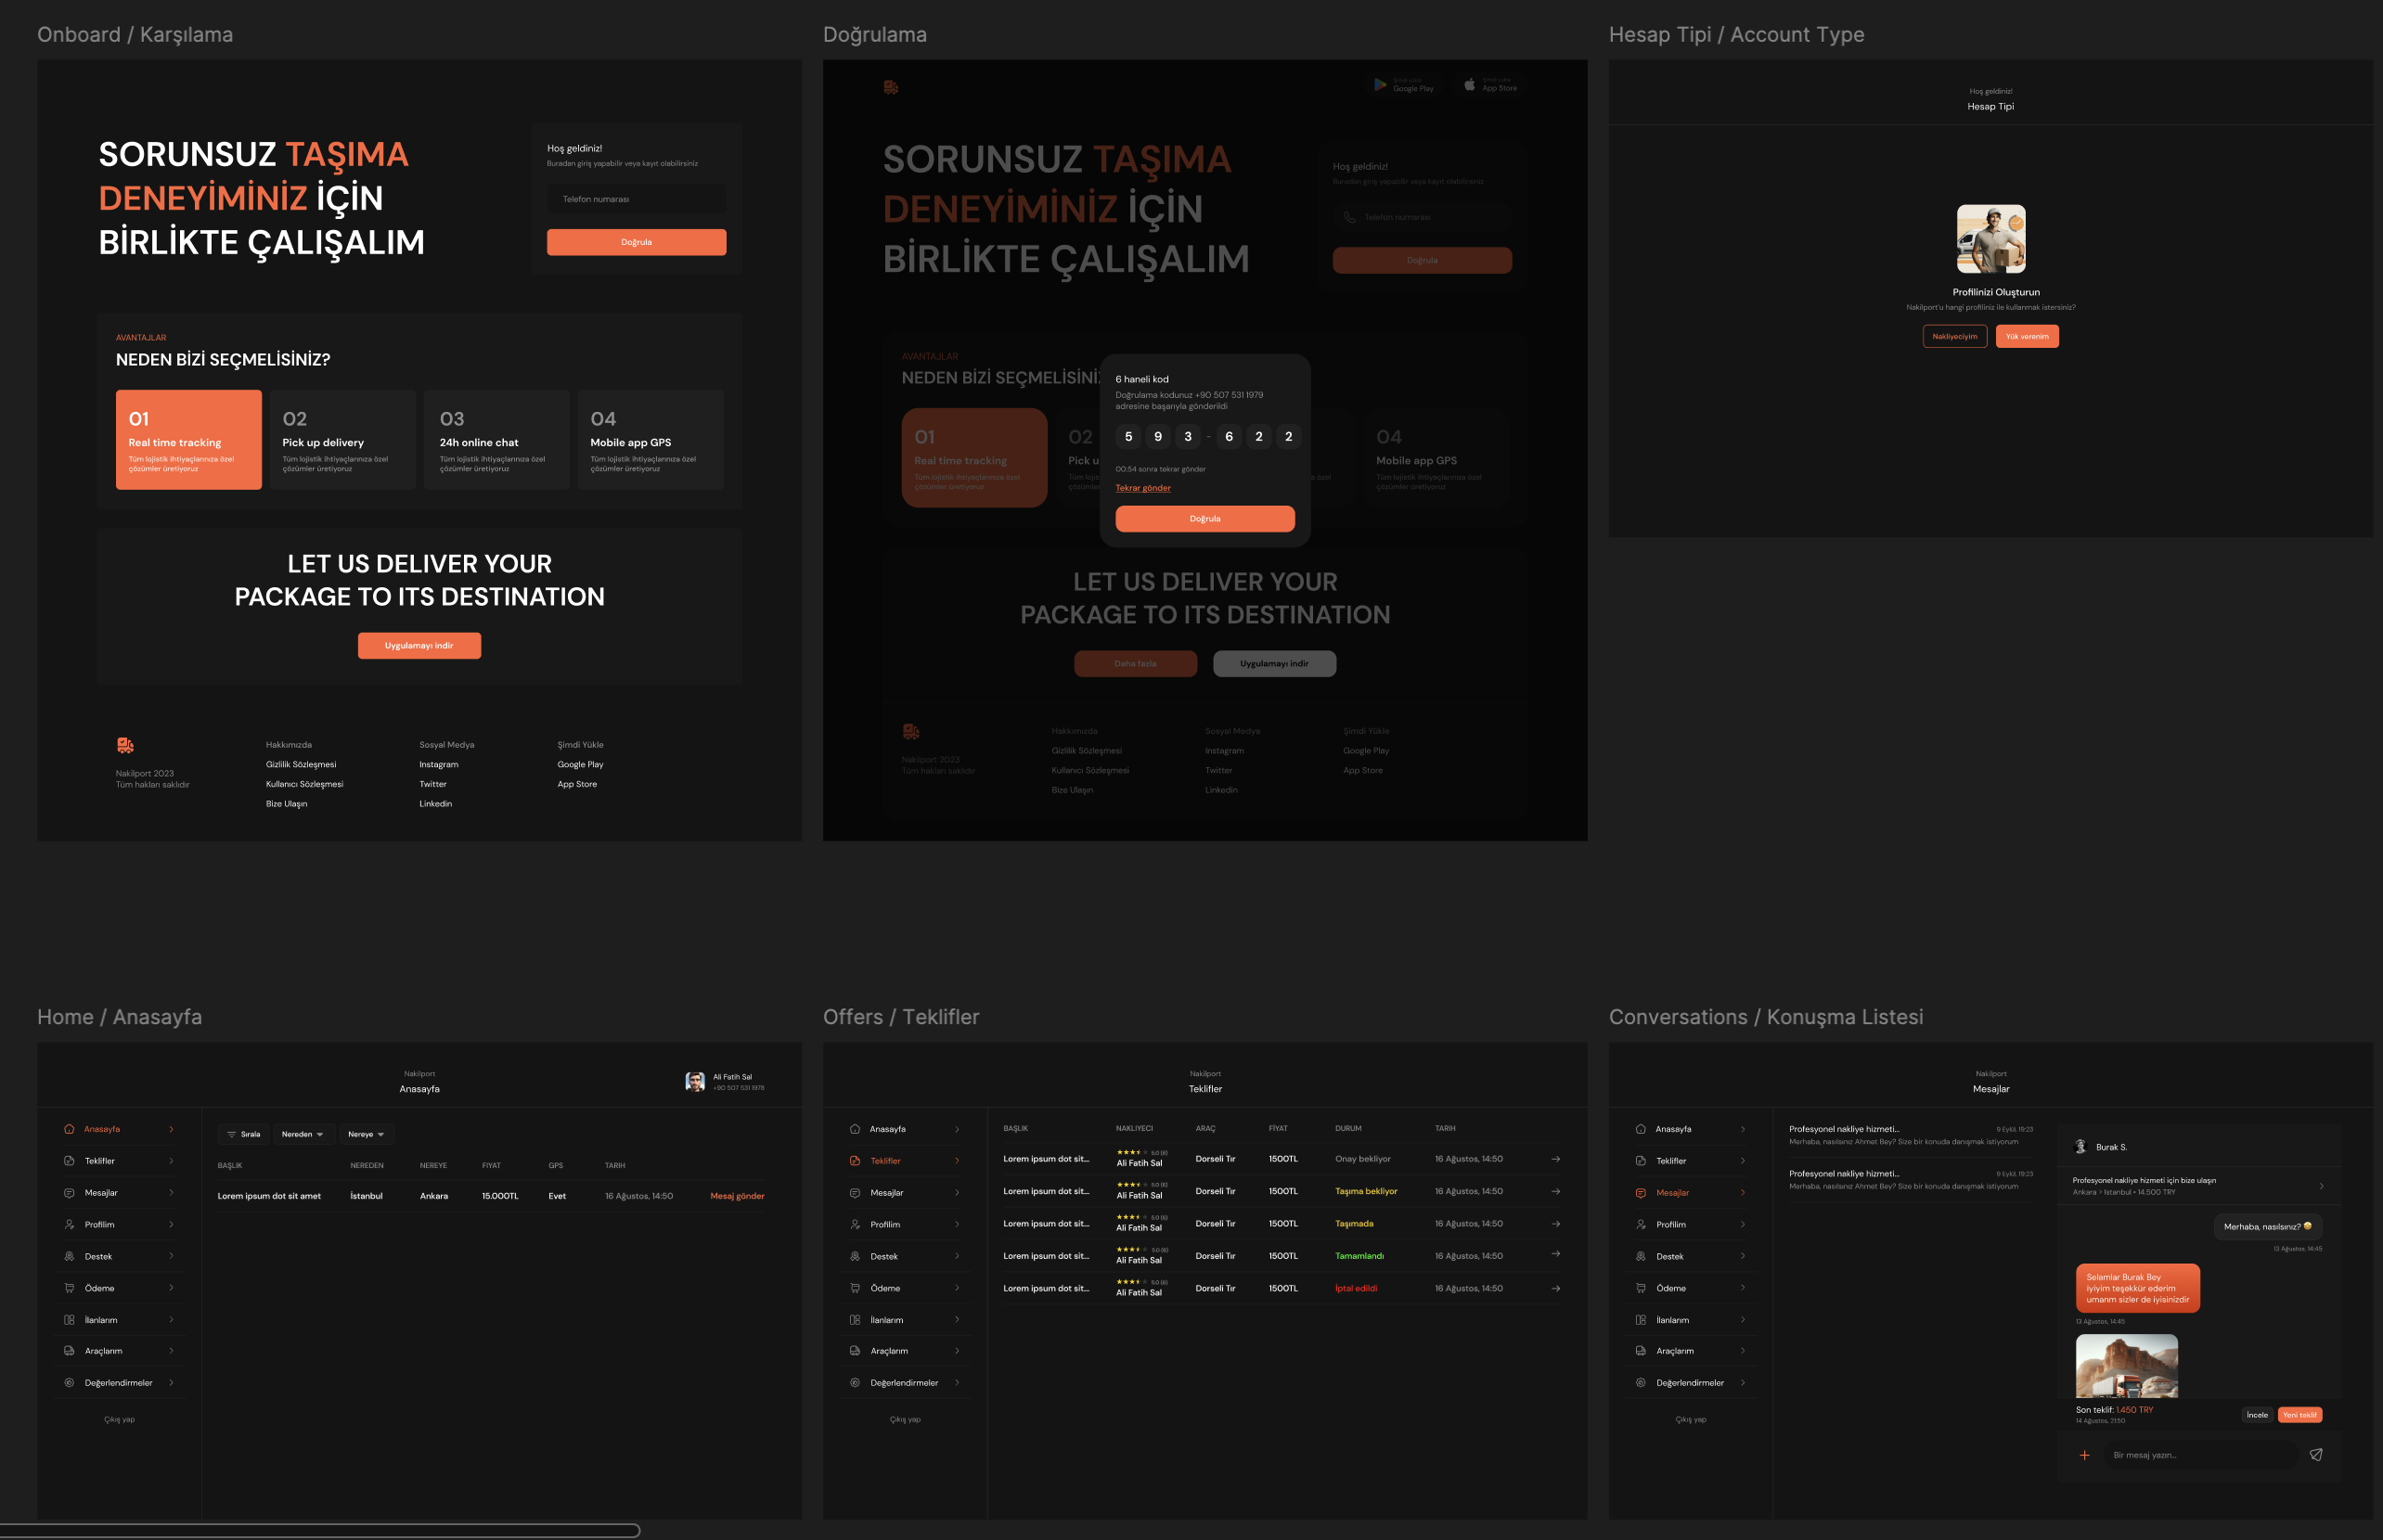 Onboard / Karşılama
SORUNSUZ TAŞIMA
DENEYİMİNİZ İÇİN
BİRLİKTE ÇALIŞALIM
Hoş geldiniz!
Buradan giriş yapabilir veya kayıt olabilirsiniz
Telefon numarası
Doğrula
AVANTAJLAR
NEDEN BİZİ SEÇMELİSİNİZ?
01
Real time tracking
Tüm lojistik ihtiyaçlarınıza özel
çözümler üretiyoruz
02
Pick up delivery
Tüm lojistik ihtiyaçlarınıza özel
çözümler üretiyoruz
03
24h online chat
Tüm lojistik ihtiyaçlarınıza özel
çözümler üretiyoruz
04
Mobile app GPS
Tüm lojistik ihtiyaçlarınıza özel
çözümler üretiyoruz
LET US DELIVER YOUR
PACKAGE TO ITS DESTINATION
Uygulamayı indir
Nakilport 2023
Tüm hakları saklıdır
Hakkımızda
Gizlilik Sözleşmesi
Kullanıcı Sözleşmesi
Bize Ulaşın
Sosyal Medya
Instagram
Twitter
Linkedin
Şimdi Yükle
Google Play
App Store
Doğrulama
Şimdi yükle
Google Play
Şimdi yükle
App Store
SORUNSUZ TAŞIMA
DENEYİMİNİZ İÇİN
BİRLİKTE ÇALIŞALIM
Hoş geldiniz!
Buradan giriş yapabilir veya kayıt olabilirsiniz
Telefon numarası
Doğrula
AVANTAJLAR
NEDEN BİZİ SEÇMELİSİNİZ
01
Real time tracking
Tüm lojistik ihtiyaçlarınıza özel
çözümler üretiyoruz
02
Pick u
Tüm lojis
çözümler
a özel
04
Mobile app GPS
Tüm lojistik ihtiyaçlarınıza özel
çözümler üretiyoruz
6 haneli kod
Doğrulama kodunuz +90 507 531 1979
adresine başarıyla gönderildi
5 9 3 - 6 2 2
00:54 sonra tekrar gönder
Tekrar gönder
Doğrula
LET US DELIVER YOUR
PACKAGE TO ITS DESTINATION
Daha fazla
Uygulamayı indir
Nakilport 2023
Tüm hakları saklıdır
Hakkımızda
Gizlilik Sözleşmesi
Kullanıcı Sözleşmesi
Bize Ulaşın
Sosyal Medya
Instagram
Twitter
Linkedin
Şimdi Yükle
Google Play
App Store
Hesap Tipi / Account Type
Hoş geldiniz!
Hesap Tipi
Profilinizi Oluşturun
Nakilport'u hangi profiliniz ile kullanmak istersiniz?
Nakliyeciyim
Yük verenim
Home / Anasayfa
Nakilport
Anasayfa
Ali Fatih Sal
+90 507 531 1978
Anasayfa
Teklifler
Mesajlar
Profilim
Destek
Ödeme
İlanlarım
Araçlarım
Değerlendirmeler
Çıkış yap
Sırala Nereden Nereye
BAŞLIK NEREDEN NEREYE FIYAT GPS TARIH
Lorem ipsum dot sit amet İstanbul Ankara 15.000TL Evet 16 Ağustos, 14:50 Mesaj gönder
Offers / Teklifler
Nakilport
Teklifler
Anasayfa
Teklifler
Mesajlar
Profilim
Destek
Ödeme
İlanlarım
Araçlarım
Değerlendirmeler
Çıkış yap
BAŞLIK NAKLIYECI ARAÇ FİYAT DURUM TARIH
Lorem ipsum dot sit... 5.0 (6) Ali Fatih Sal Dorseli Tır 1500TL Onay bekliyor 16 Ağustos, 14:50
Lorem ipsum dot sit... 5.0 (6) Ali Fatih Sal Dorseli Tır 1500TL Taşıma bekliyor 16 Ağustos, 14:50
Lorem ipsum dot sit... 5.0 (6) Ali Fatih Sal Dorseli Tır 1500TL Taşımada 16 Ağustos, 14:50
Lorem ipsum dot sit... 5.0 (6) Ali Fatih Sal Dorseli Tır 1500TL Tamamlandı 16 Ağustos, 14:50
Lorem ipsum dot sit... 5.0 (6) Ali Fatih Sal Dorseli Tır 1500TL İptal edildi 16 Ağustos, 14:50
Conversations / Konuşma Listesi
Nakilport
Mesajlar
Anasayfa
Teklifler
Mesajlar
Profilim
Destek
Ödeme
İlanlarım
Araçlarım
Değerlendirmeler
Çıkış yap
Profesyonel nakliye hizmeti... 9 Eylül, 19:23
Merhaba, nasılsınız Ahmet Bey? Size bir konuda danışmak istiyorum
Profesyonel nakliye hizmeti... 9 Eylül, 19:23
Merhaba, nasılsınız Ahmet Bey? Size bir konuda danışmak istiyorum
Burak S.
Profesyonel nakliye hizmeti için bize ulaşın
Ankara > Istanbul • 14.500 TRY
Merhaba, nasılsınız? 🤩
13 Ağustos, 14:45
Selamlar Burak Bey
iyiyim teşekkür ederim
umarım sizler de iyisinizdir
13 Ağustos, 14:45
Son teklif: 1.450 TRY
14 Ağustos, 21:50
İncele
Yeni teklif
Bir mesaj yazın...